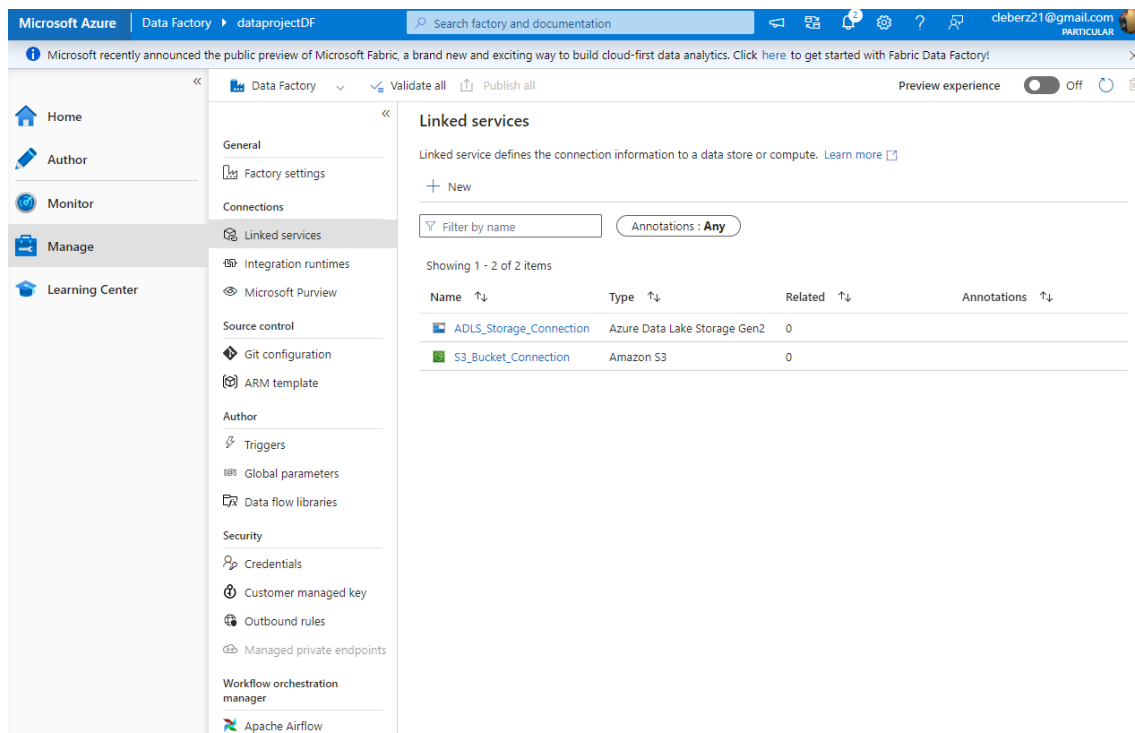 Microsoft Azure
Data Factory
dataprojectDF
Search factory and documentation
2
cleberz21@gmail.com
PARTICULAR
Microsoft recently announced the public preview of Microsoft Fabric, a brand new and exciting way to build cloud-first data analytics. Click here to get started with Fabric Data Factory!
Home
Author
Monitor
Manage
Learning Center
Data Factory
Validate all
Publish all
Preview experience
Off
General
Factory settings
Connections
Linked services
Integration runtimes
Microsoft Purview
Source control
Git configuration
ARM template
Author
Triggers
Global parameters
Data flow libraries
Security
Credentials
Customer managed key
Outbound rules
Managed private endpoints
Workflow orchestration
manager
Apache Airflow
Linked services
Linked service defines the connection information to a data store or compute. Learn more
New
Filter by name
Annotations : Any
Showing 1 - 2 of 2 items
Name Type Related Annotations
ADLS_Storage_Connection Azure Data Lake Storage Gen2 0
S3_Bucket_Connection Amazon S3 0